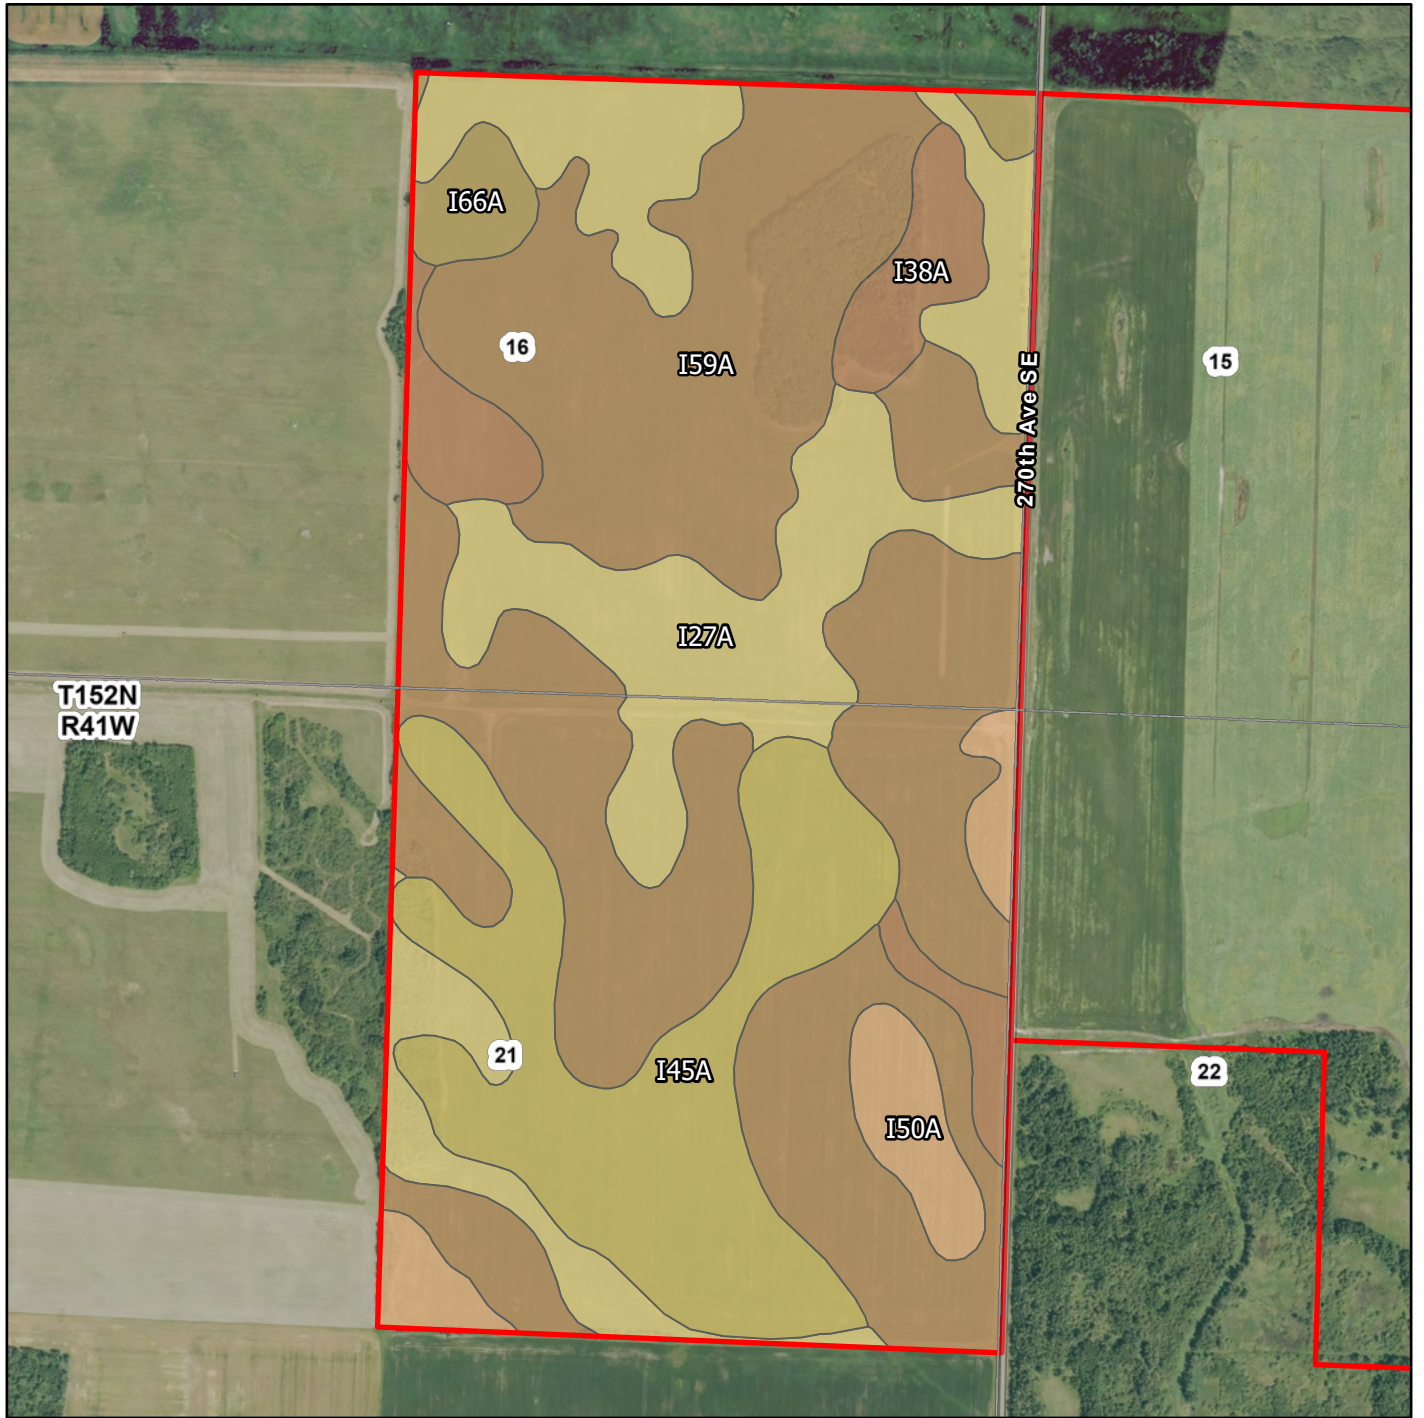 I66A
I38A
16
I59A
15
270th Ave SE
I27A
T152N
R41W
21
I45A
22
I50A